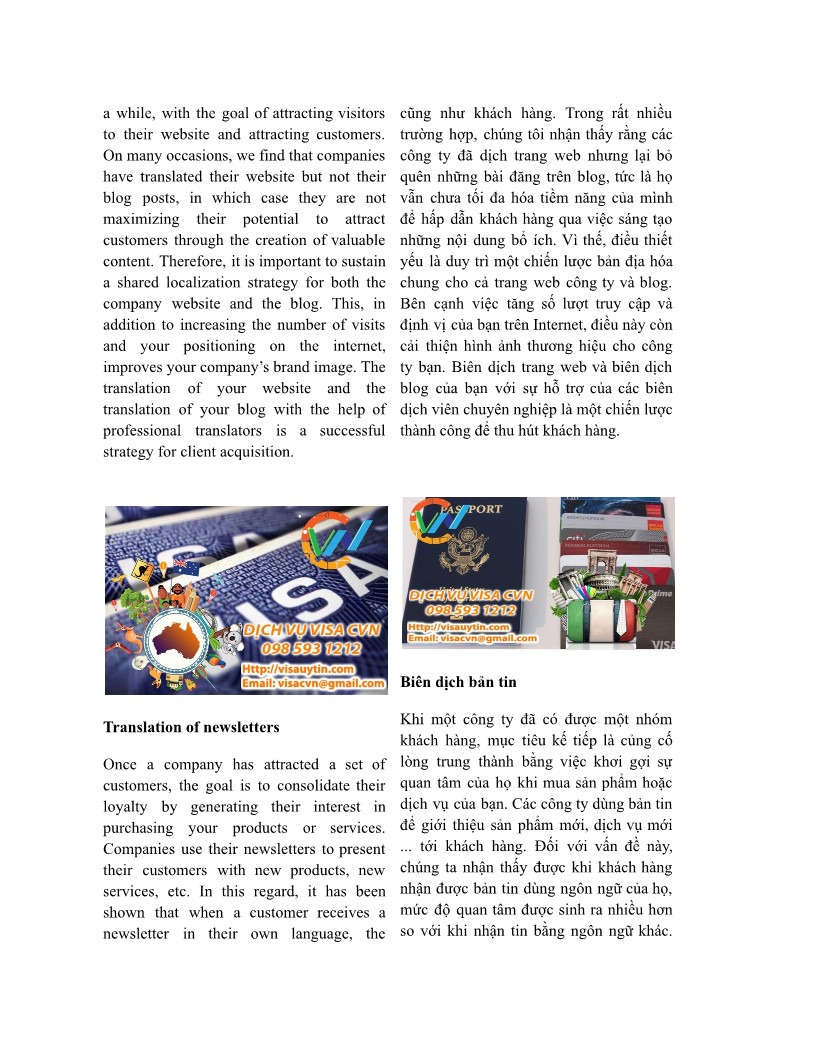 a while, with the goal of attracting visitors
to their website and attracting customers.
On many occasions, we find that companies
have translated their website but not their
blog posts, in which case they are not
maximizing their potential to attract
customers through the creation of valuable
content. Therefore, it is important to sustain
a shared localization strategy for both the
company website and the blog. This, in
addition to increasing the number of visits
and your positioning on the internet,
improves your company's brand image. The
translation of your website and the
translation of your blog with the help of
professional translators is a successful
strategy for client acquisition.
VISA
VISA
DỊCH VỤ VISA CVN
098 593 1212
Http://visauytin.com
Email: visacvn@gmail.com
Translation of newsletters
Once a company has attracted a set of
customers, the goal is to consolidate their
loyalty by generating their interest in
purchasing your products or services.
Companies use their newsletters to present
their customers with new products, new
services, etc. In this regard, it has been
shown that when a customer receives a
newsletter in their own language, the
cũng như khách hàng. Trong rất nhiều
trường hợp, chúng tôi nhận thấy rằng các
công ty đã dịch trang web nhưng lại bỏ
quên những bài đăng trên blog, tức là họ
vẫn chưa tối đa hóa tiềm năng của mình
để hấp dẫn khách hàng qua việc sáng tạo
những nội dung bổ ích. Vì thế, điều thiết
yếu là duy trì một chiến lược bản địa hóa
chung cho cả trang web công ty và blog.
Bên cạnh việc tăng số lượt truy cập và
định vị của bạn trên Internet, điều này còn
cải thiện hình ảnh thương hiệu cho công
ty bạn. Biên dịch trang web và biên dịch
blog của bạn với sự hỗ trợ của các biên
dịch viên chuyên nghiệp là một chiến lược
thành công để thu hút khách hàng.
PASSPORT
citi
DỊCH VỤ VISA CVN
098 593 1212
Http://visauytin.com
Email: visacvn@gmail.com
VISA
Biên dịch bản tin
Khi một công ty đã có được một nhóm
khách hàng, mục tiêu kế tiếp là củng cố
lòng trung thành bằng việc khơi gợi sự
quan tâm của họ khi mua sản phẩm hoặc
dịch vụ của bạn. Các công ty dùng bản tin
để giới thiệu sản phẩm mới, dịch vụ mới
... tới khách hàng. Đối với vấn đề này,
chúng ta nhận thấy được khi khách hàng
nhận được bản tin dùng ngôn ngữ của họ,
mức độ quan tâm được sinh ra nhiều hơn
so với khi nhận tin bằng ngôn ngữ khác.